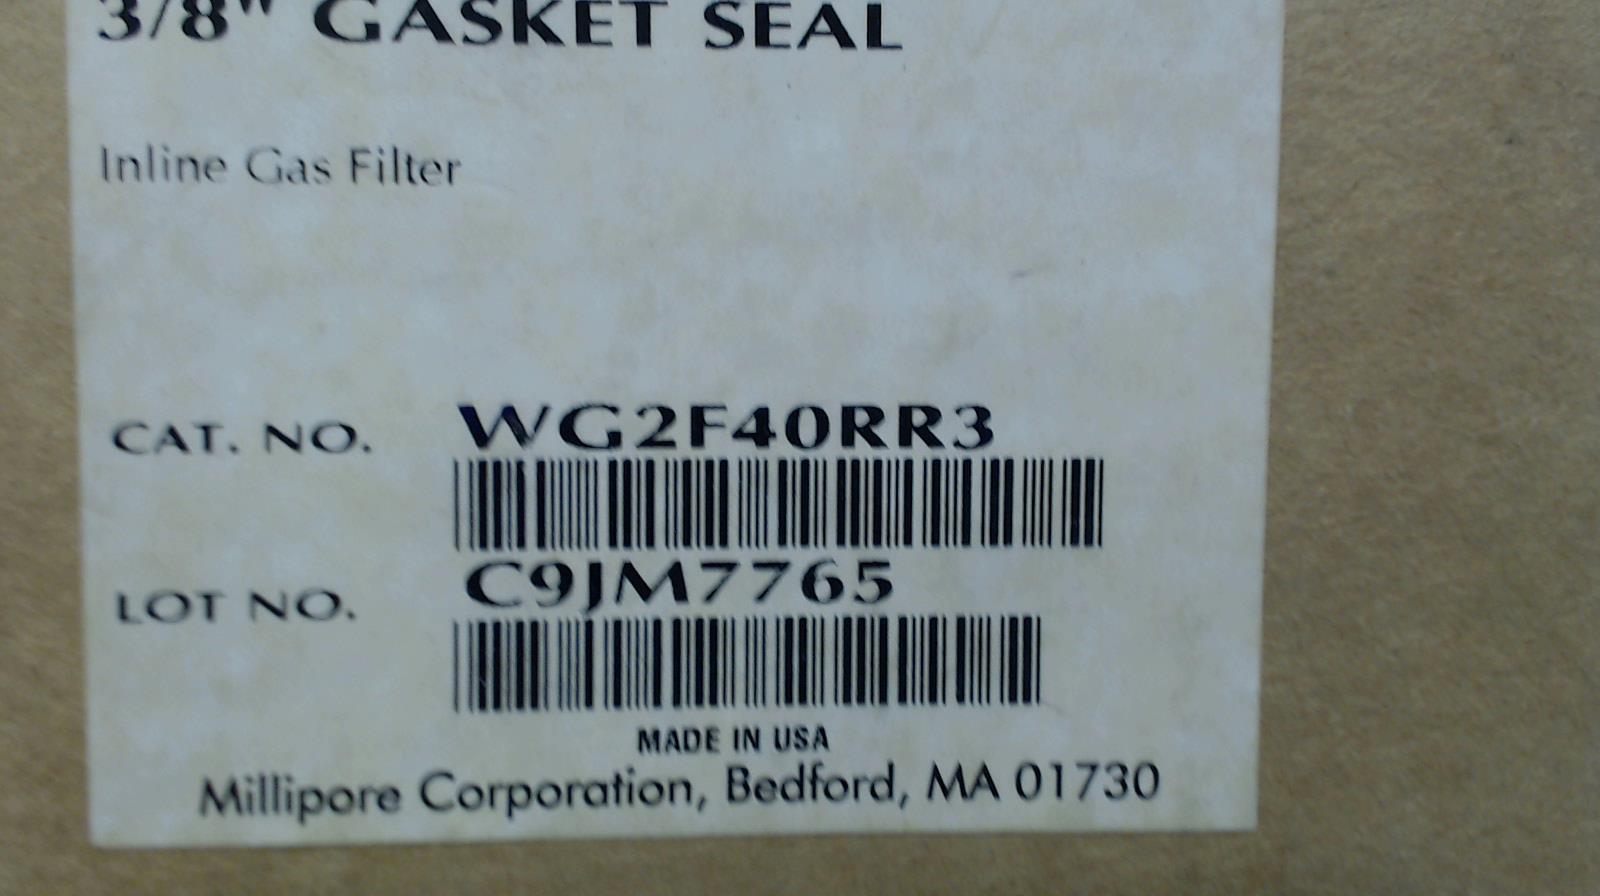 3/8" GASKET SEAL
Inline Gas Filter
CAT. NO. WG2F40RR3
LOT NO. C9JM7765
MADE IN USA
Millipore Corporation, Bedford, MA 01730